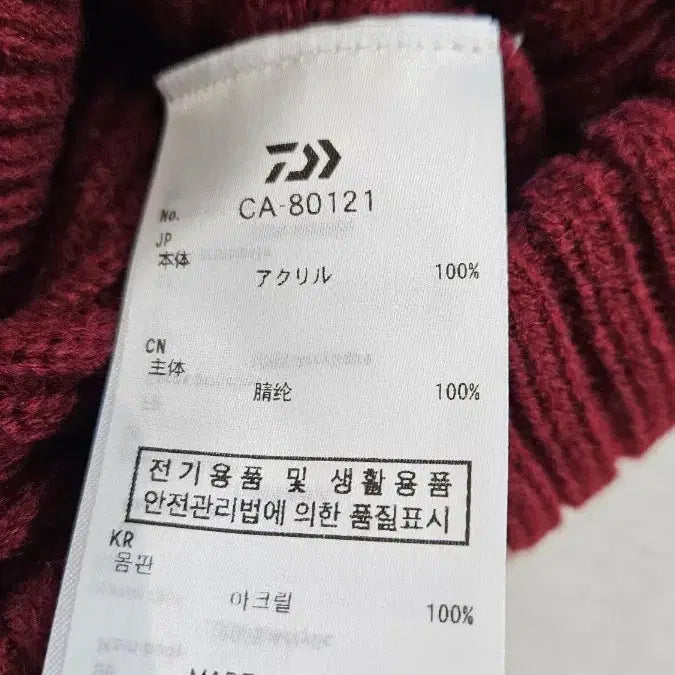 No. CA-80121
JP
本体
アクリル 100%
CN
主体
腈纶 100%
전기용품 및 생활용품
안전관리법에 의한 품질표시
KR
몸판
아크릴 100%
MADE